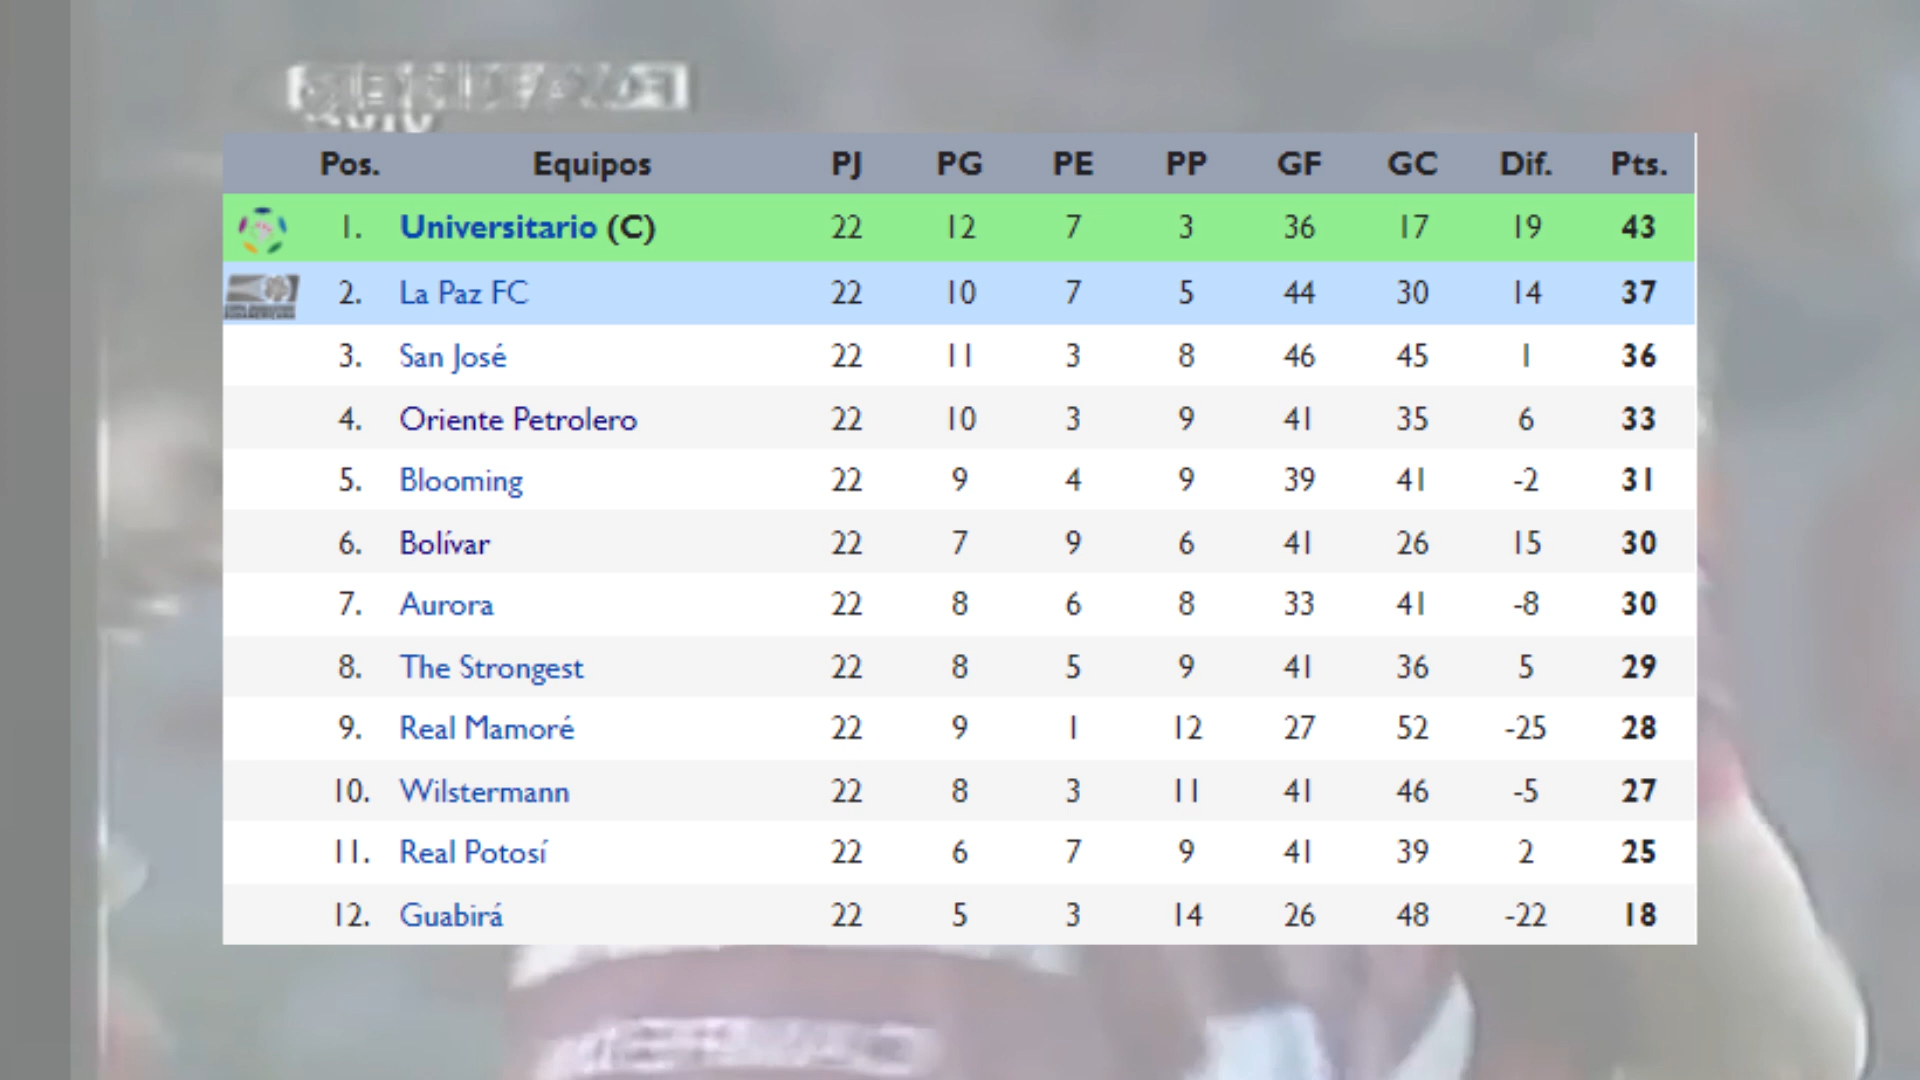 Pos. Equipos PJ PG PE PP GF GC Dif. Pts.
1. Universitario (C) 22 12 7 3 36 17 19 43
2. La Paz FC 22 10 7 5 44 30 14 37
3. San José 22 11 3 8 46 45 1 36
4. Oriente Petrolero 22 10 3 9 41 35 6 33
5. Blooming 22 9 4 9 39 41 -2 31
6. Bolívar 22 7 9 6 41 26 15 30
7. Aurora 22 8 6 8 33 41 -8 30
8. The Strongest 22 8 5 9 41 36 5 29
9. Real Mamoré 22 9 1 12 27 52 -25 28
10. Wilstermann 22 8 3 11 41 46 -5 27
11. Real Potosí 22 6 7 9 41 39 2 25
12. Guabirá 22 5 3 14 26 48 -22 18